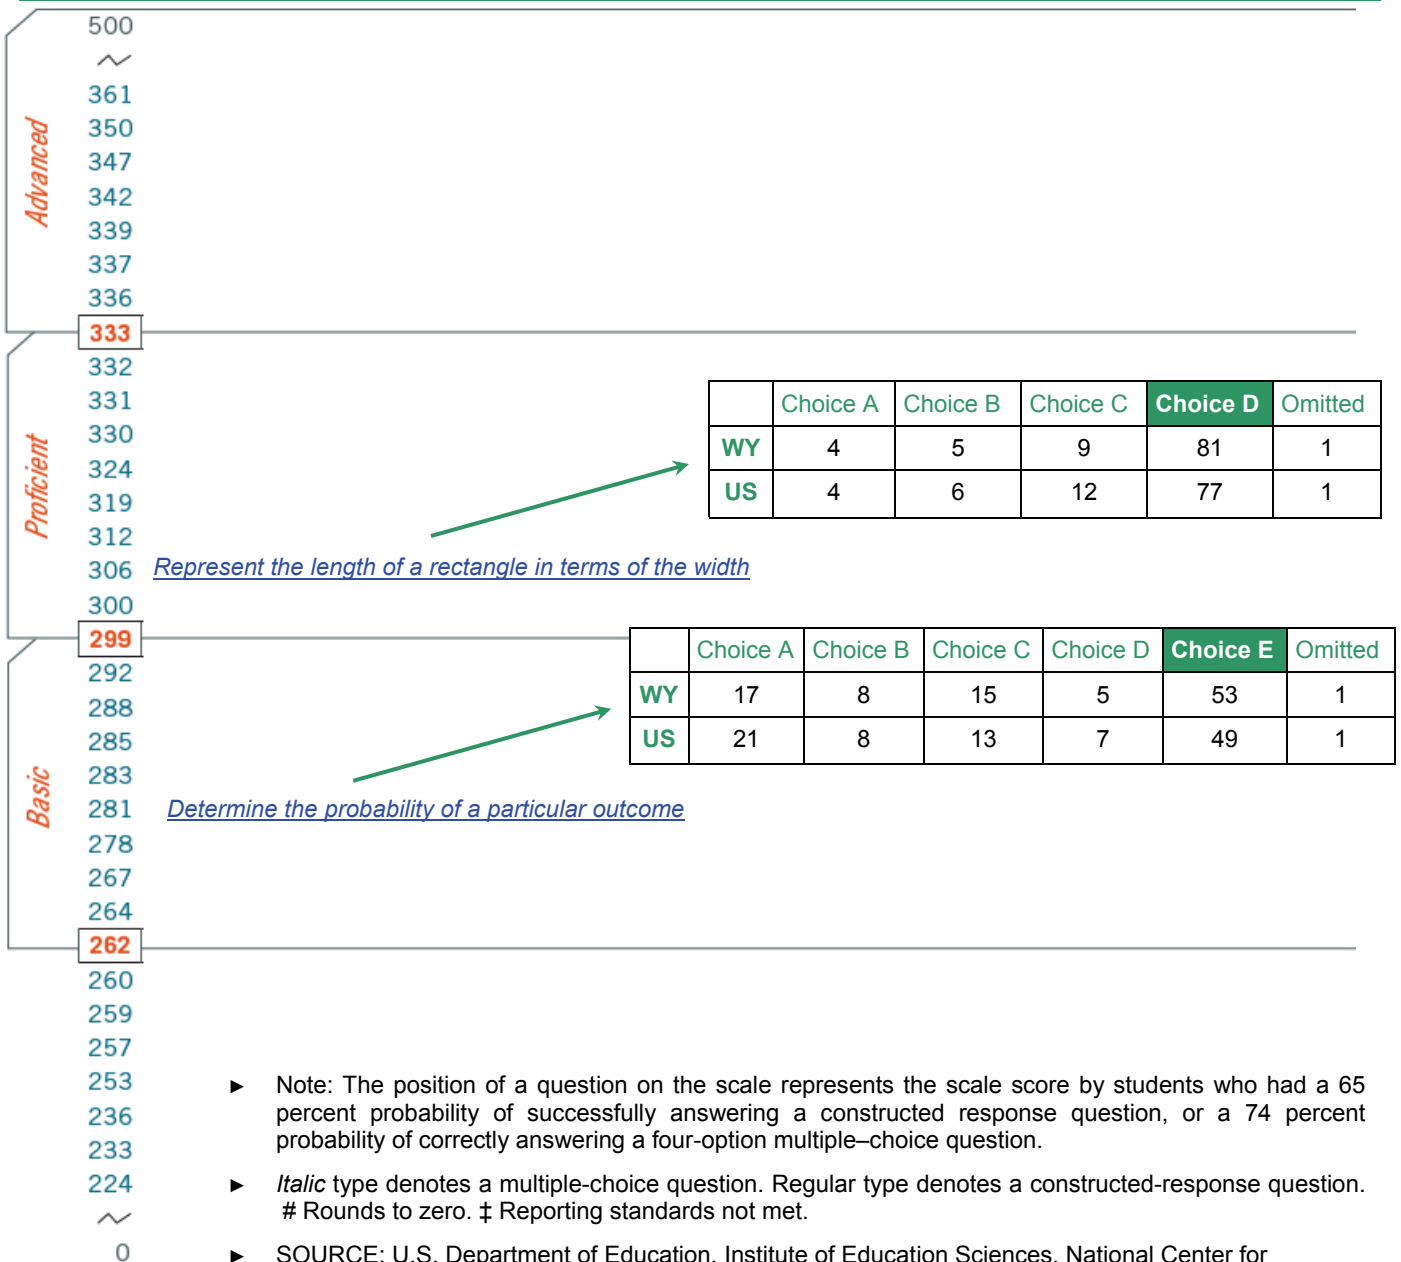 500
361
350
347
342
339
337
336
Advanced
333
332
331
330
324
319
312
306 Represent the length of a rectangle in terms of the width
300
Proficient
Choice A Choice B Choice C Choice D Omitted
WY 4 5 9 81 1
US 4 6 12 77 1
299
292
288
285
283
281 Determine the probability of a particular outcome
278
267
264
Basic
Choice A Choice B Choice C Choice D Choice E Omitted
WY 17 8 15 5 53 1
US 21 8 13 7 49 1
262
260
259
257
253
236
233
224
0
► Note: The position of a question on the scale represents the scale score by students who had a 65
percent probability of successfully answering a constructed response question, or a 74 percent
probability of correctly answering a four-option multiple–choice question.
► Italic type denotes a multiple-choice question. Regular type denotes a constructed-response question.
# Rounds to zero. ‡ Reporting standards not met.
► SOURCE: U.S. Department of Education, Institute of Education Sciences, National Center for